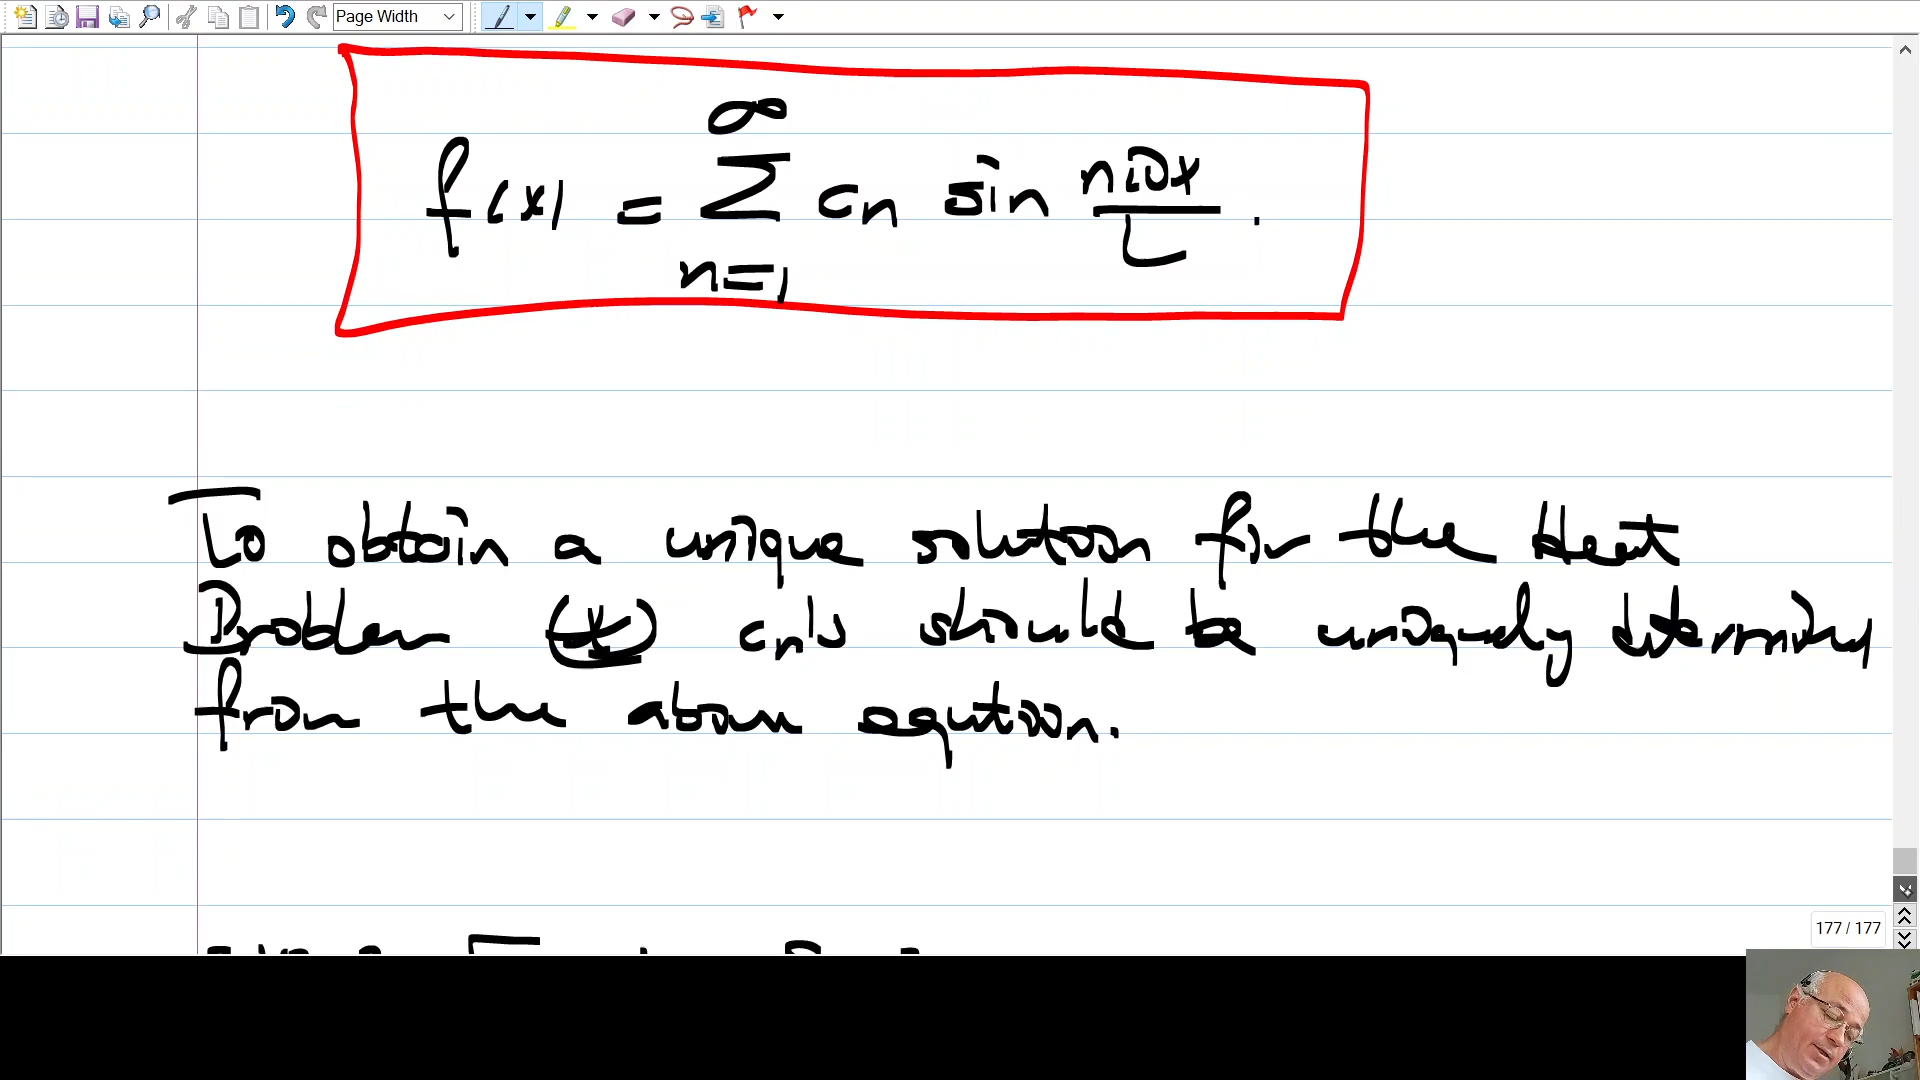 Page Width
f(x) = ∞ Σ n=1 cn sin nπx / L .
To obtain a unique solution for the Heat
Problem (*) cn's should be uniquely determined
from the above equtioon.
177 / 177